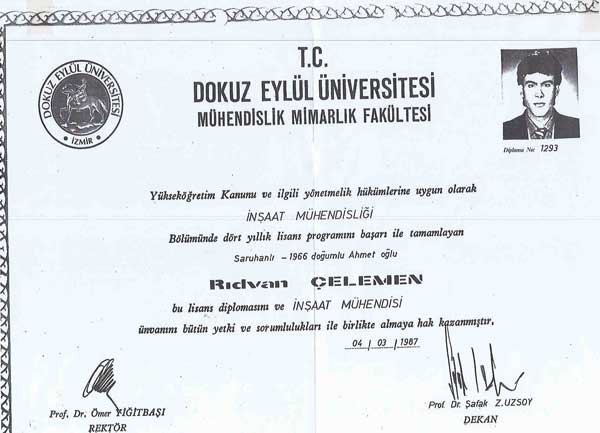 T.C.
DOKUZ EYLÜL ÜNİVERSİTESİ
MÜHENDİSLİK MİMARLIK FAKÜLTESİ
DOKUZ EYLÜL ÜNİVERSİTESİ
• İZMİR •
Diploma No: 1293
Yükseköğretim Kanunu ve ilgili yönetmelik hükümlerine uygun olarak
İNŞAAT MÜHENDİSLİĞİ
Bölümünde dört yıllık lisans programını başarı ile tamamlayan
Saruhanlı - 1966 doğumlu Ahmet oğlu
Rıdvan ÇELEMEN
bu lisans diplomasını ve İNŞAAT MÜHENDİSİ
ünvanını bütün yetki ve sorumlulukları ile birlikte almaya hak kazanmıştır.
04 / 03 / 1987
Prof. Dr. Ömer YİĞİTBAŞI
REKTÖR
Prof. Dr. Şafak Z.UZSOY
DEKAN